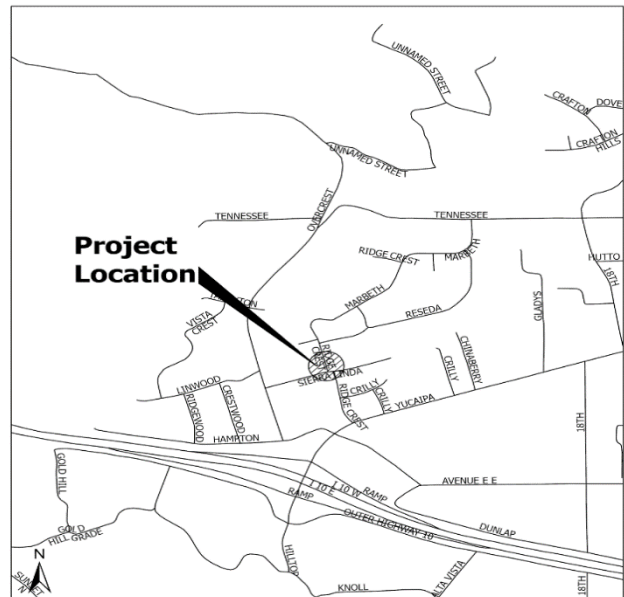 UNNAMED STREET
CRAFTON
DOVE
CRAFTON
HILLS
UNNAMED STREET
OVERCREST
TENNESSEE
TENNESSEE
Project
Location
RIDGE CREST
MARBETH
HUTTO
18TH
MARBETH
RESEDA
GLADYS
VISTA
CREST
SIERRA LINDA
LINWOOD
RIDGEWOOD
CRESTWOOD
RIDGE CREST
CRILLY
CRILLY
CRILLY
CHINABERRY
YUCAIPA
HAMPTON
18TH
GOLD HILL
I 10 E
I 10 W
RAMP
RAMP
AVENUE E E
OUTER HIGHWAY 10
DUNLAP
GOLD
HILL GRADE
N
SUNSET
N
HILLTOP
KNOLL
ALTA VISTA
18TH